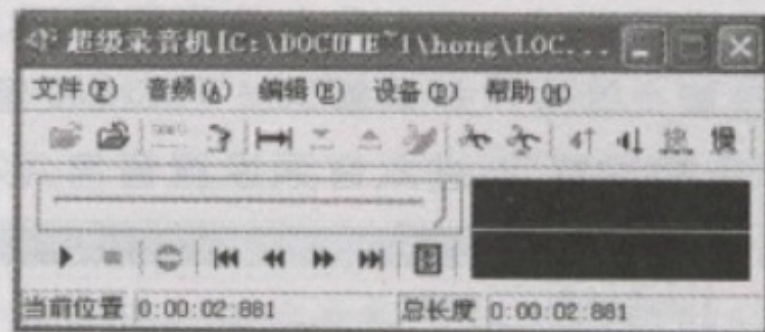 超级录音机[C:\DOCUME~1\hong\LOC...
文件(F) 音频(A) 编辑(E) 设备(D) 帮助(H)
当前位置 0:00:02:881 总长度 0:00:02:881